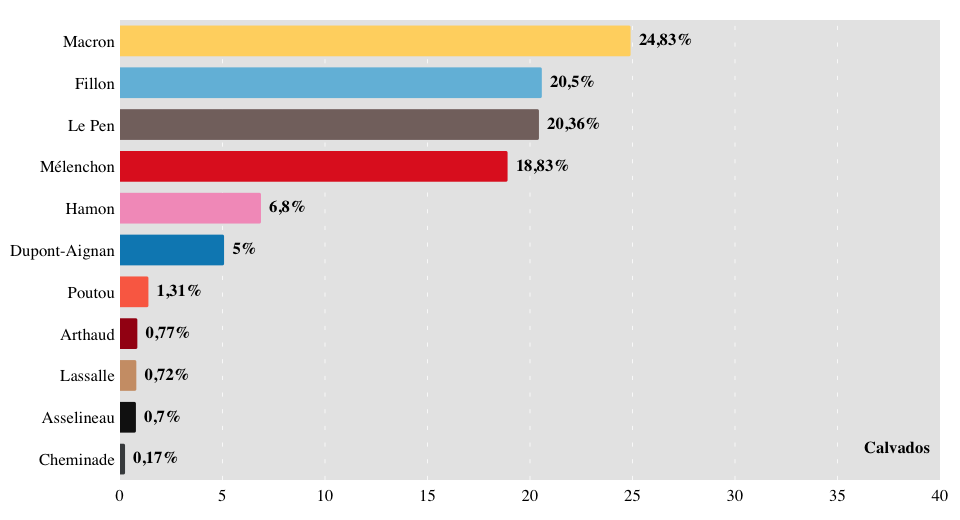 Macron 24,83%
Fillon 20,5%
Le Pen 20,36%
Mélenchon 18,83%
Hamon 6,8%
Dupont-Aignan 5%
Poutou 1,31%
Arthaud 0,77%
Lassalle 0,72%
Asselineau 0,7%
Calvados
Cheminade 0,17%
0 5 10 15 20 25 30 35 40